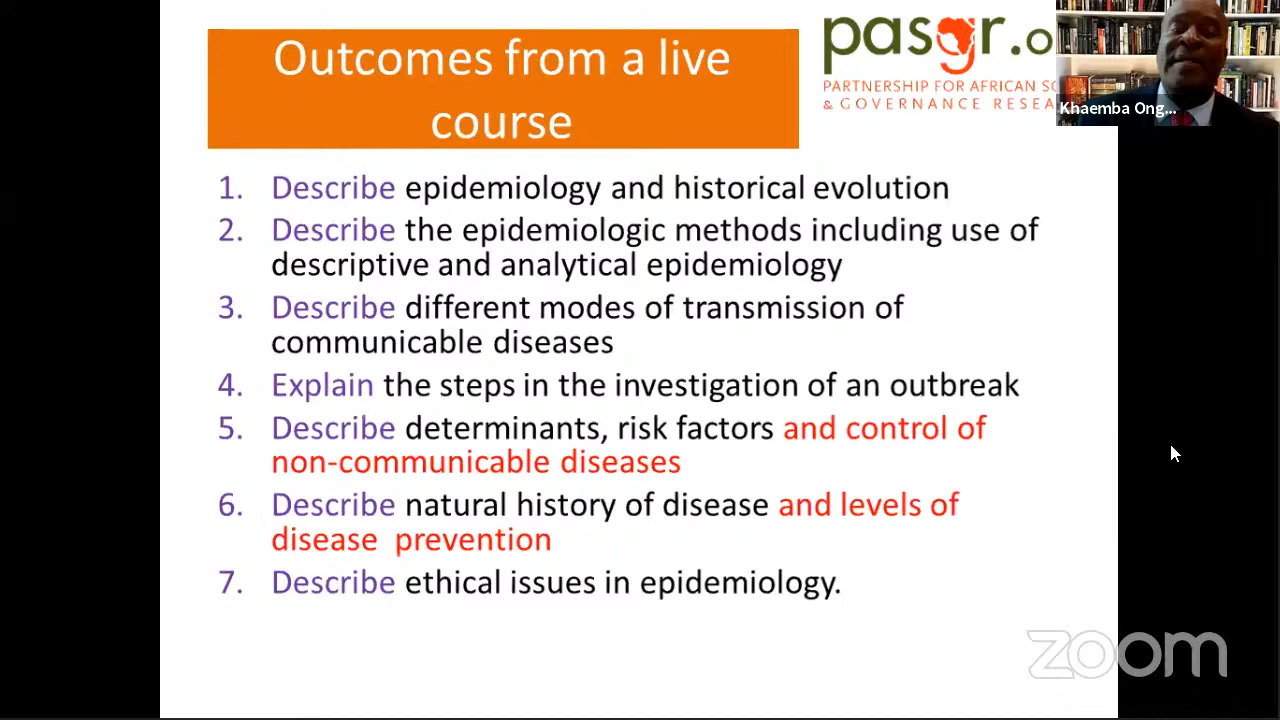 Outcomes from a live
course
pasgr.o
PARTNERSHIP FOR AFRICAN SO
& GOVERNANCE RESEA
Khaemba Ong...
1. Describe epidemiology and historical evolution
2. Describe the epidemiologic methods including use of
descriptive and analytical epidemiology
3. Describe different modes of transmission of
communicable diseases
4. Explain the steps in the investigation of an outbreak
5. Describe determinants, risk factors and control of
non-communicable diseases
6. Describe natural history of disease and levels of
disease prevention
7. Describe ethical issues in epidemiology.
zoom